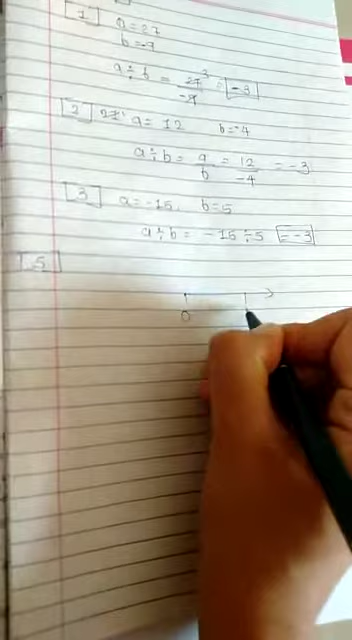 1 a = 27
b = -9
a ÷ b = 27 3 / -9 = -3
2 a = 12 b = -4
a ÷ b = a / b = 12 / -4 = -3
3 a = -15, b = 5
a ÷ b = -15 ÷ 5 = -3
5
0